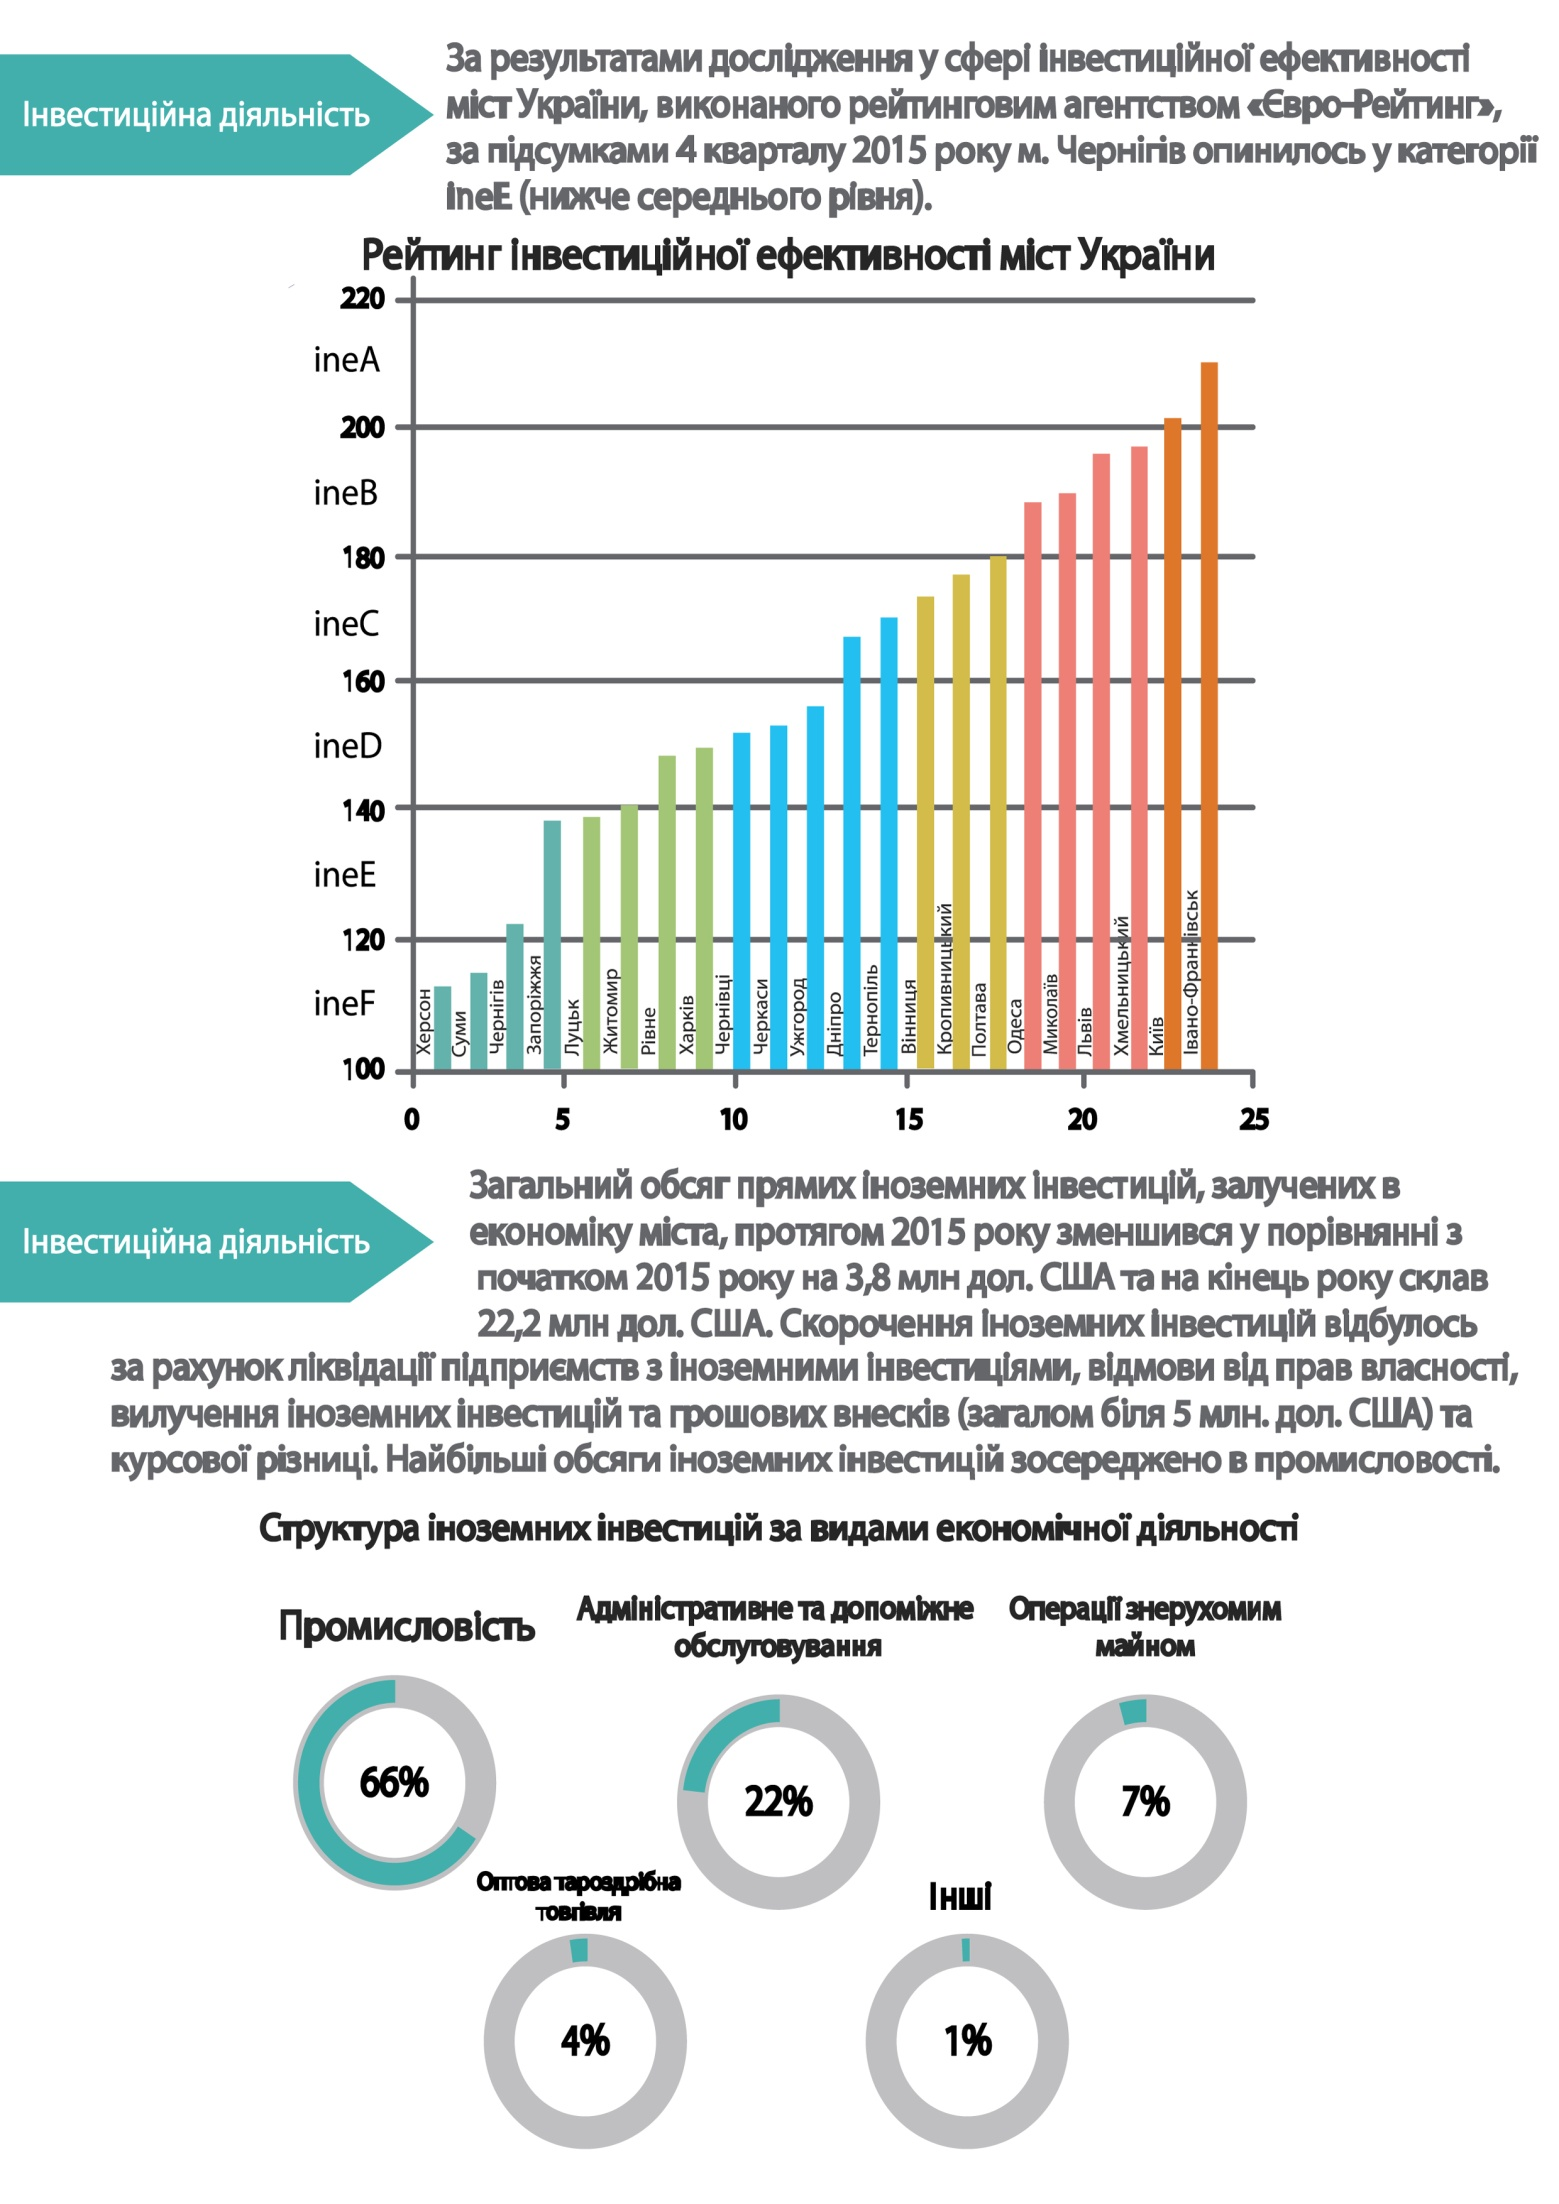 Інвестиційна діяльність
За результатами дослідження у сфері інвестиційної ефективності
міст України, виконаного рейтинговим агентством «Євро-Рейтинг»,
за підсумками 4 кварталу 2015 року м. Чернігів опинилось у категорії
ineE (нижче середнього рівня).
Рейтинг інвестиційної ефективності міст України
220
ineA
200
ineB
180
ineC
160
ineD
140
ineE
120
ineF
100
Херсон
Суми
Чернігів
Запоріжжя
Луцьк
Житомир
Рівне
Харків
Чернівці
Черкаси
Ужгород
Дніпро
Тернопіль
Вінниця
Кропивницький
Полтава
Одеса
Миколаїв
Львів
Хмельницький
Київ
Івано-Франківськ
0 5 10 15 20 25
Інвестиційна діяльність
Загальний обсяг прямих іноземних інвестицій, залучених в
економіку міста, протягом 2015 року зменшився у порівнянні з
початком 2015 року на 3,8 млн дол. США та на кінець року склав
22,2 млн дол. США. Скорочення іноземних інвестицій відбулось
за рахунок ліквідації підприємств з іноземними інвестиціями, відмови від прав власності,
вилучення іноземних інвестицій та грошових внесків (загалом біля 5 млн. дол. США) та
курсової різниці. Найбільші обсяги іноземних інвестицій зосереджено в промисловості.
Структура іноземних інвестицій за видами економічної діяльності
Промисловість
66%
Адміністративне та допоміжне
обслуговування
22%
Операції знерухомим
майном
7%
Оптова тароздрібна
товгівля
4%
Інші
1%